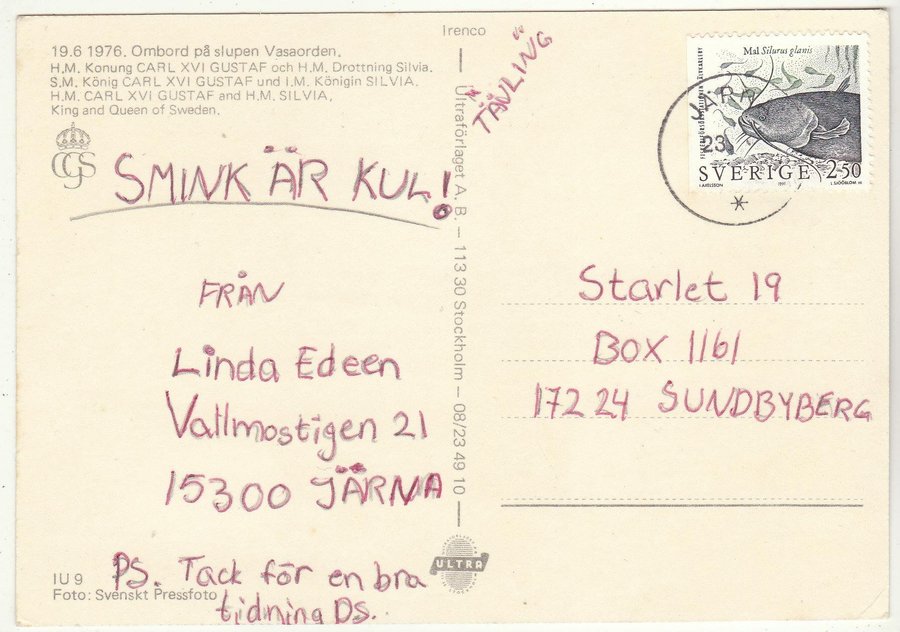 Irenco
19.6 1976. Ombord på slupen Vasaorden.
H.M. Konung CARL XVI GUSTAF och H.M. Drottning Silvia.
S.M. König CARL XVI GUSTAF und I.M. Königin SILVIA.
H.M. CARL XVI GUSTAF and H.M. SILVIA,
King and Queen of Sweden.
"TÄVLING"
SMINK ÄR KUL!
FRÅN
Linda Edeen
Vallmostigen 21
15300 JÄRNA
PS. Tack för en bra
tidning DS.
IU 9
Foto: Svenskt Pressfoto
Ultraförlaget A. B. – 113 30 Stockholm – 08/23 49 10
ULTRA
Mal Silurus glanis
SVERIGE 250
1991
23
Starlet 19
BOX 1161
172 24 SUNDBYBERG